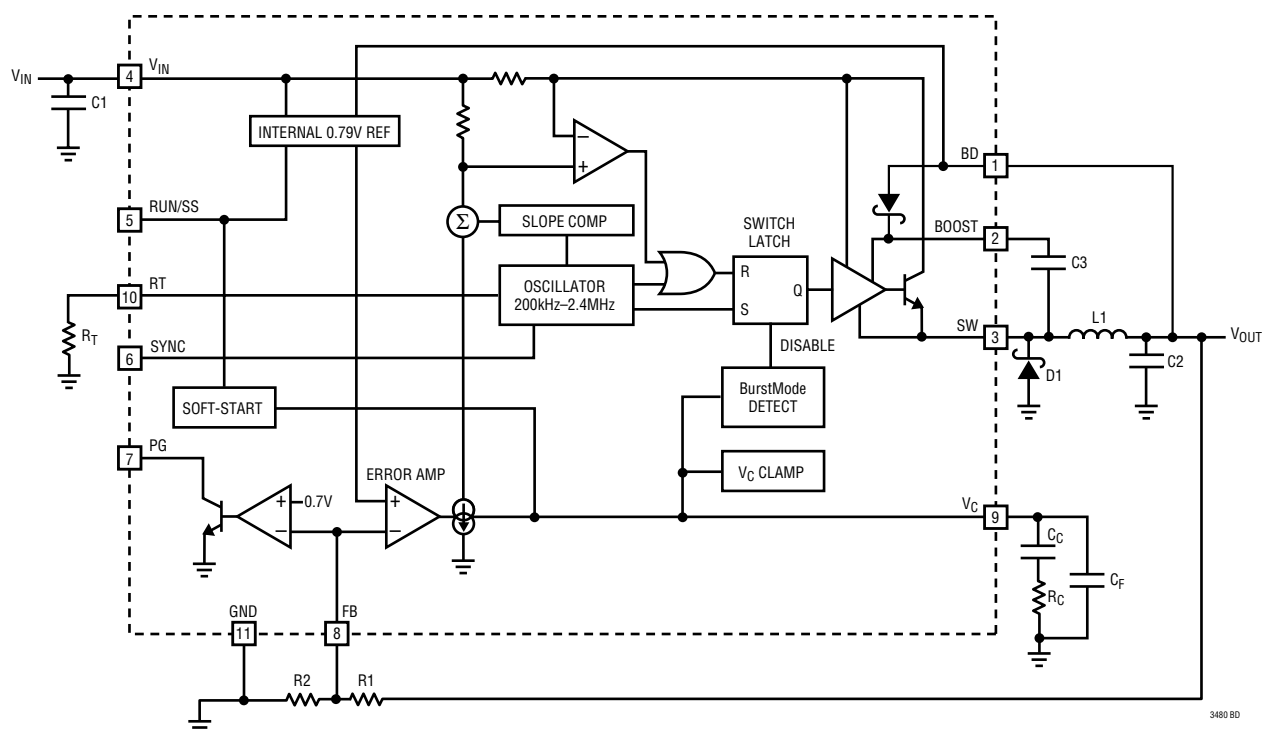 V_IN
C1
4
V_IN
INTERNAL 0.79V REF
−
+
BD
1
5
RUN/SS
Σ
SLOPE COMP
SWITCH
LATCH
BOOST
2
C3
10
RT
OSCILLATOR
200kHz–2.4MHz
R
S
Q
R_T
6
SYNC
DISABLE
SW
3
L1
V_OUT
D1
C2
SOFT-START
BurstMode
DETECT
7
PG
ERROR AMP
V_C CLAMP
+
0.7V
−
+
−
V_C
9
C_C
R_C
C_F
GND
11
FB
8
R2
R1
3480 BD